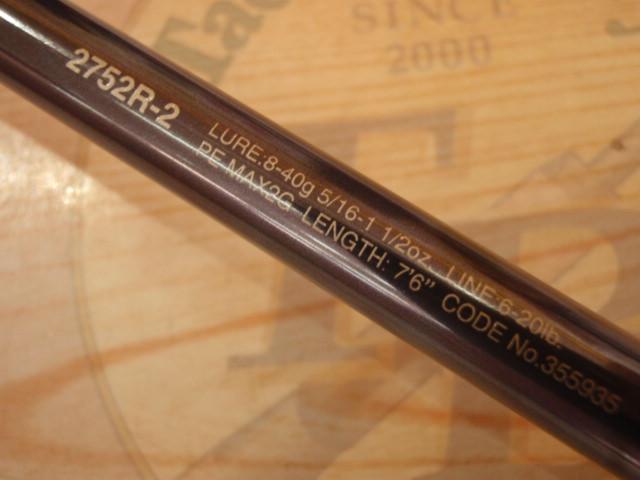 SINCE
2000
2752R-2
LURE:8-40g 5/16-1 1/2oz. LINE:6-20lb.
PE MAX2G LENGTH: 7'6" CODE No.355935